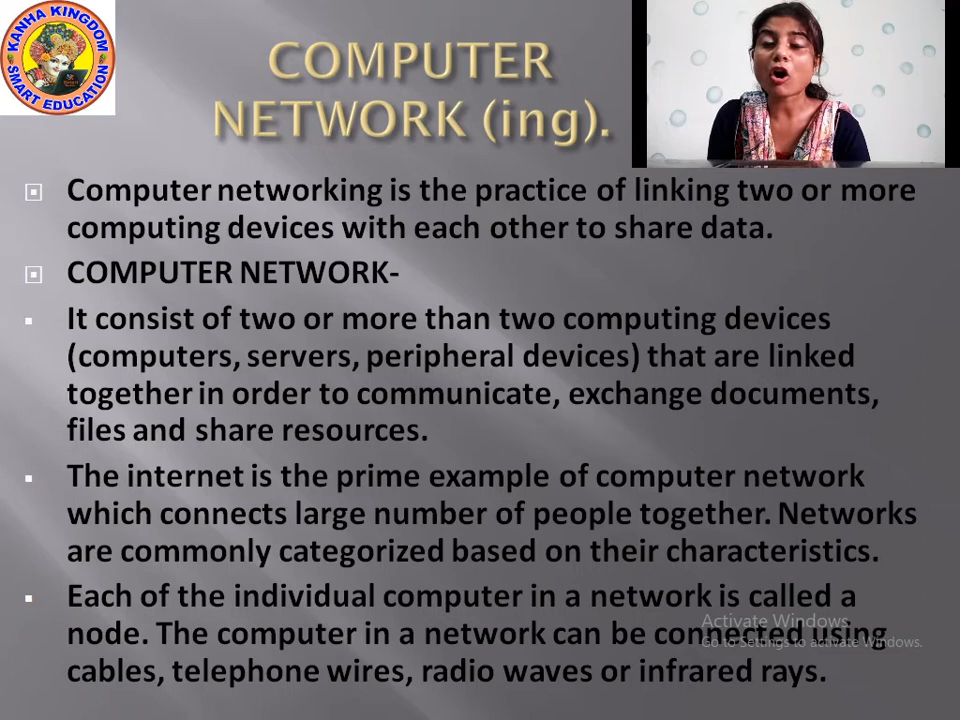 KANHA KINGDOM
SMART EDUCATION
COMPUTER
NETWORK (ing).
Computer networking is the practice of linking two or more
computing devices with each other to share data.
COMPUTER NETWORK-
It consist of two or more than two computing devices
(computers, servers, peripheral devices) that are linked
together in order to communicate, exchange documents,
files and share resources.
The internet is the prime example of computer network
which connects large number of people together. Networks
are commonly categorized based on their characteristics.
Each of the individual computer in a network is called a
node. The computer in a network can be connected using
cables, telephone wires, radio waves or infrared rays.
Activate Windows
Go to Settings to activate Windows.